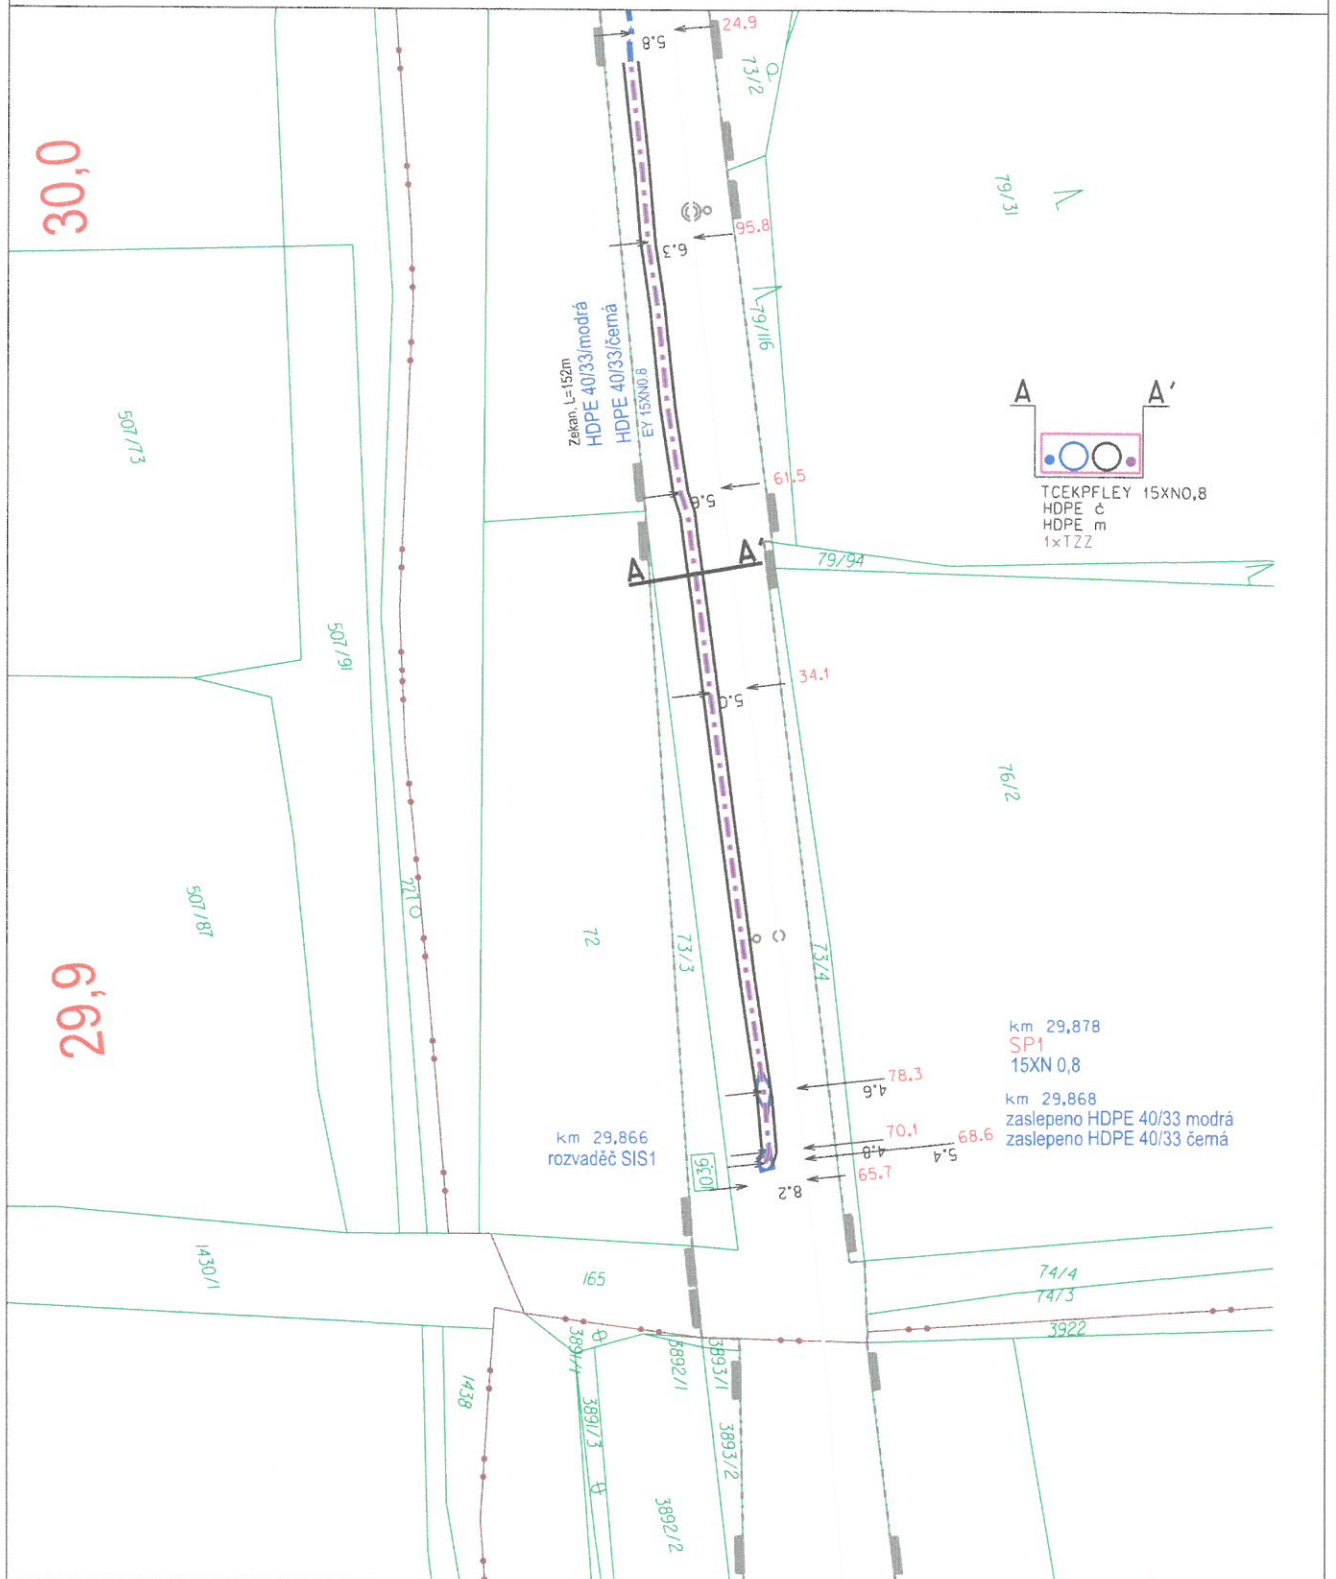 24.9
5.8
73/2
30,0
79/31
95.8
6.3
79/116
Zekan, L=152m
HDPE 40/33/modrá
HDPE 40/33/černá
EY 15XN0.8
507/73
A A'
61.5
5.6
TCEKPFLEY 15XN0,8
HDPE č
HDPE m
1xTZZ
A A'
79/94
507/91
34.1
5.0
76/2
227
507/87
72
73/3
73/4
29,9
km 29,878
SP1
15XN 0,8
78.3
4.6
km 29,868
zaslepeno HDPE 40/33 modrá
zaslepeno HDPE 40/33 černá
70.1
4.8
68.6
5.4
km 29,866
rozvaděč SIS1
65.7
8.2
1430/1
165
74/4
74/3
3922
3891/1
3892/1
3893/1
1438
3891/3
3893/2
3892/2